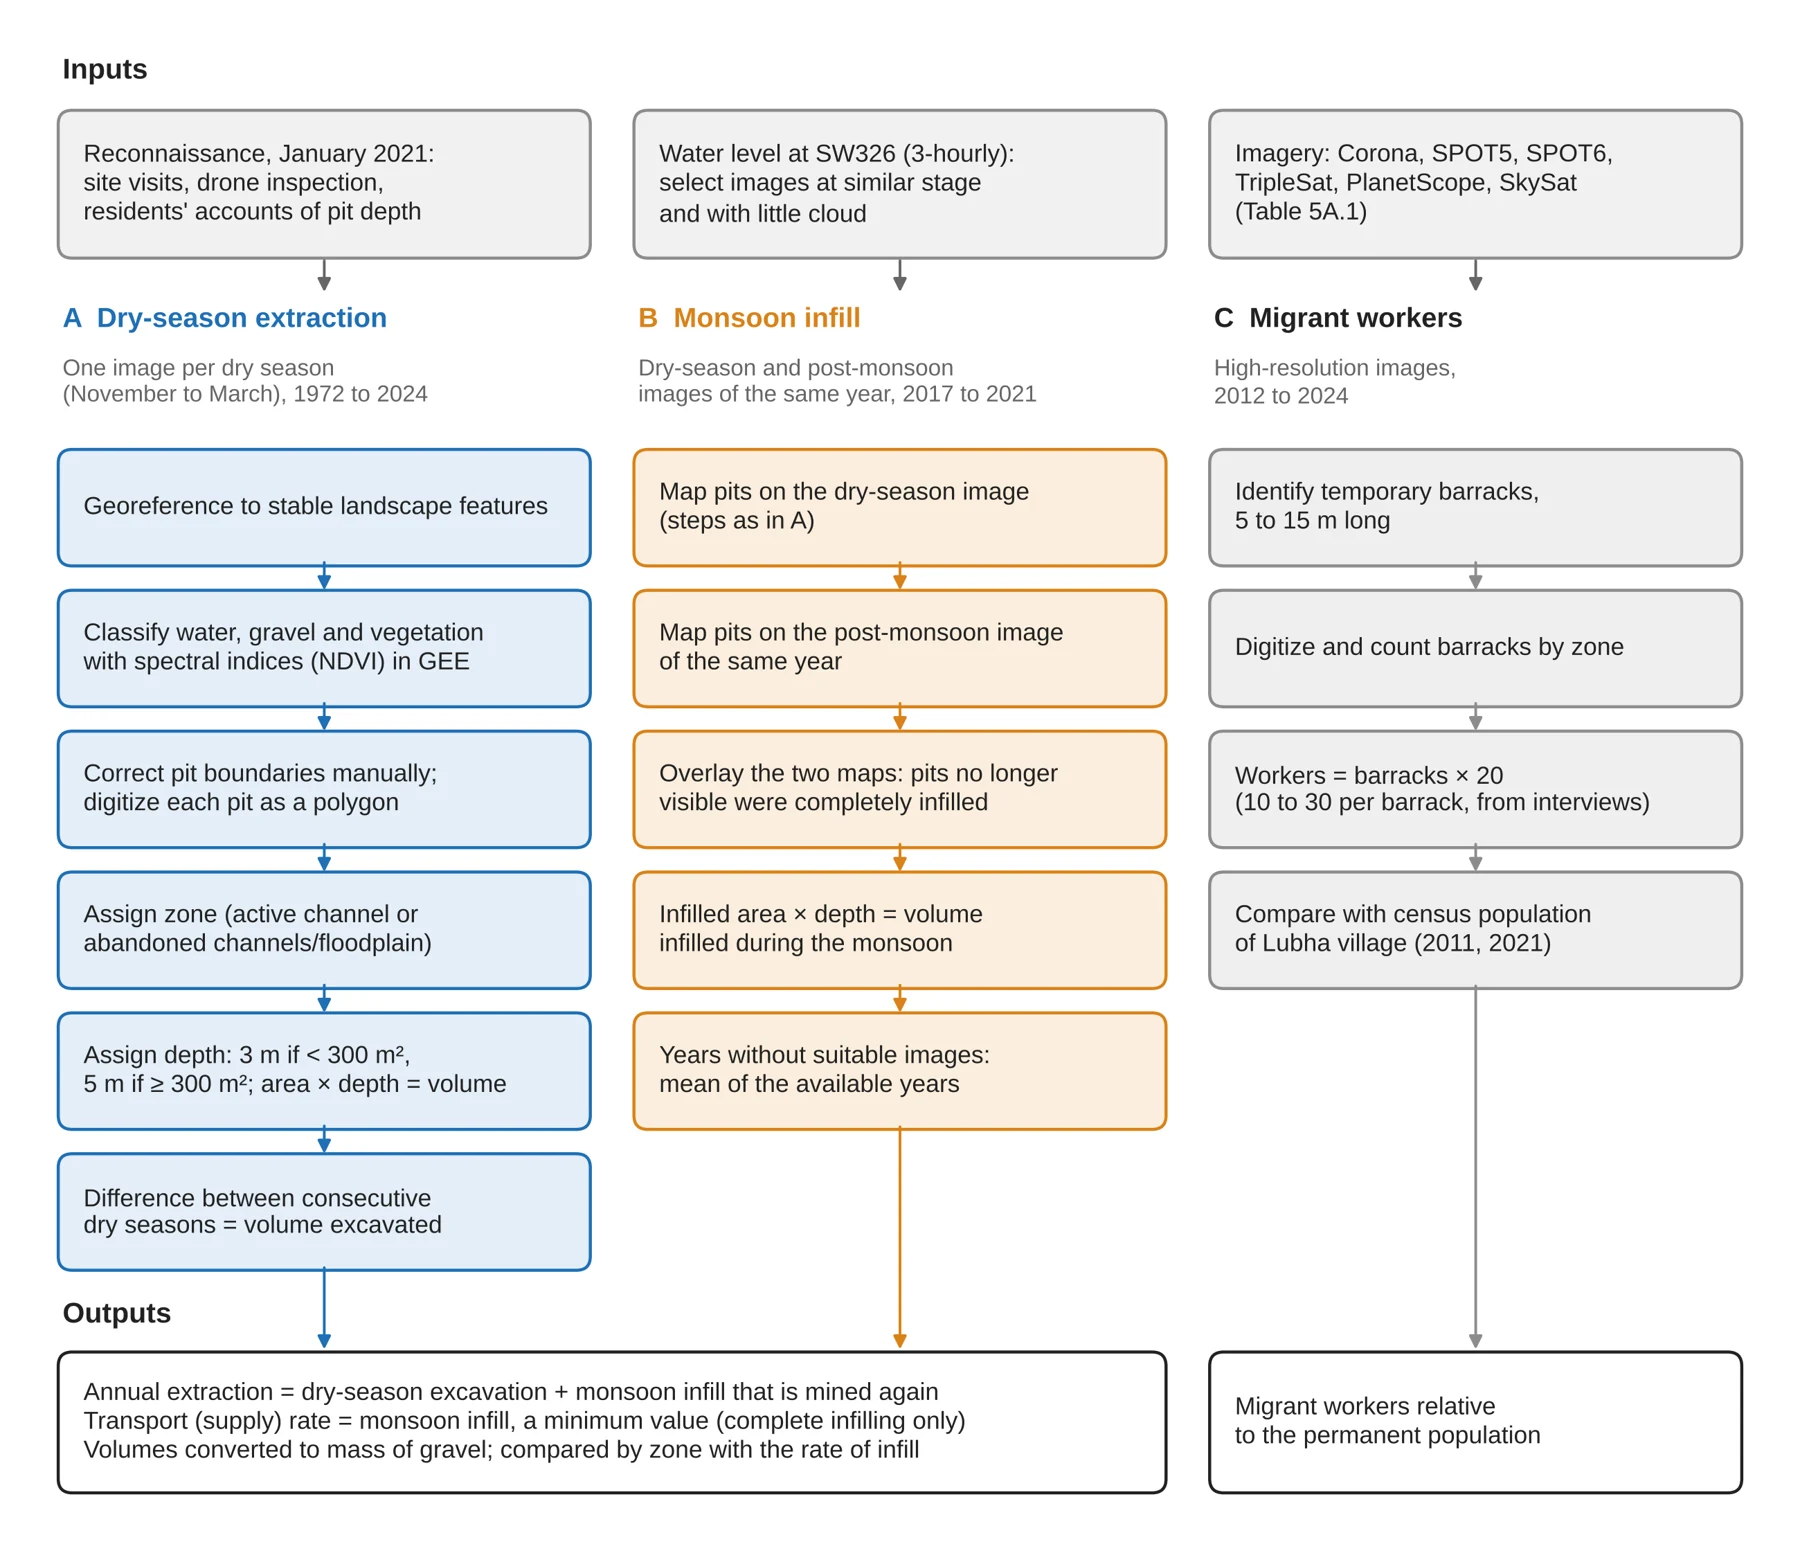 Inputs
Reconnaissance, January 2021:
site visits, drone inspection,
residents' accounts of pit depth
Water level at SW326 (3-hourly):
select images at similar stage
and with little cloud
Imagery: Corona, SPOT5, SPOT6,
TripleSat, PlanetScope, SkySat
(Table 5A.1)
A Dry-season extraction
One image per dry season
(November to March), 1972 to 2024
Georeference to stable landscape features
Classify water, gravel and vegetation
with spectral indices (NDVI) in GEE
Correct pit boundaries manually;
digitize each pit as a polygon
Assign zone (active channel or
abandoned channels/floodplain)
Assign depth: 3 m if < 300 m²,
5 m if ≥ 300 m²; area × depth = volume
Difference between consecutive
dry seasons = volume excavated
B Monsoon infill
Dry-season and post-monsoon
images of the same year, 2017 to 2021
Map pits on the dry-season image
(steps as in A)
Map pits on the post-monsoon image
of the same year
Overlay the two maps: pits no longer
visible were completely infilled
Infilled area × depth = volume
infilled during the monsoon
Years without suitable images:
mean of the available years
C Migrant workers
High-resolution images,
2012 to 2024
Identify temporary barracks,
5 to 15 m long
Digitize and count barracks by zone
Workers = barracks × 20
(10 to 30 per barrack, from interviews)
Compare with census population
of Lubha village (2011, 2021)
Outputs
Annual extraction = dry-season excavation + monsoon infill that is mined again
Transport (supply) rate = monsoon infill, a minimum value (complete infilling only)
Volumes converted to mass of gravel; compared by zone with the rate of infill
Migrant workers relative
to the permanent population